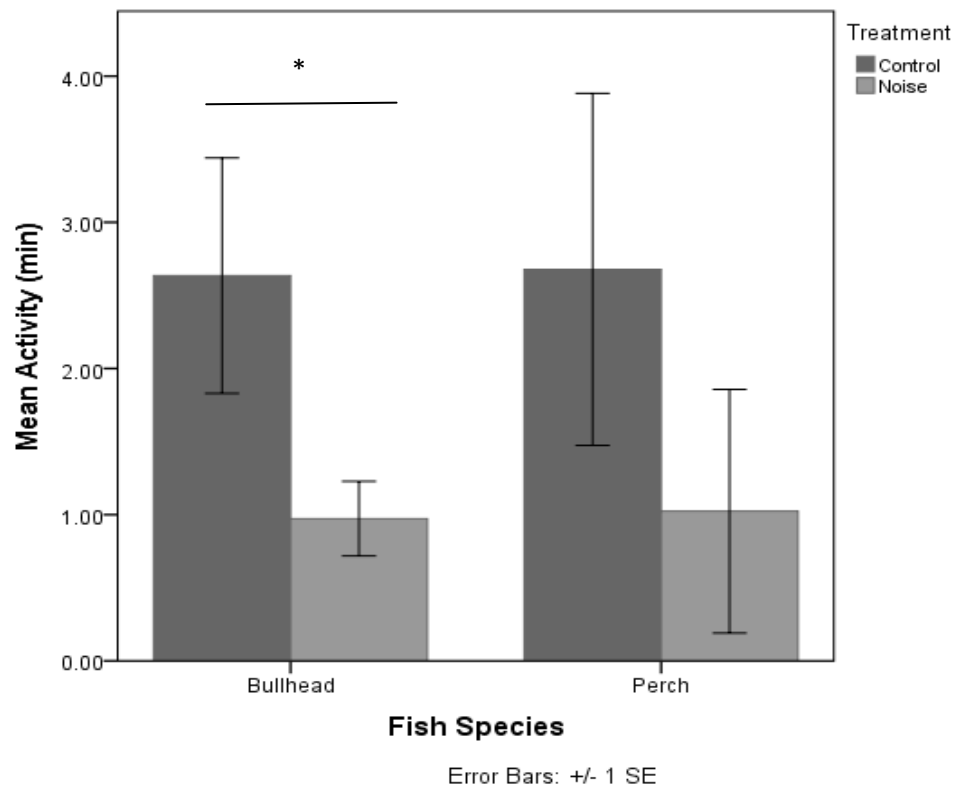 Treatment
Control
Noise
*
4.00
3.00
2.00
1.00
0.00
Mean Activity (min)
Bullhead
Perch
Fish Species
Error Bars: +/- 1 SE